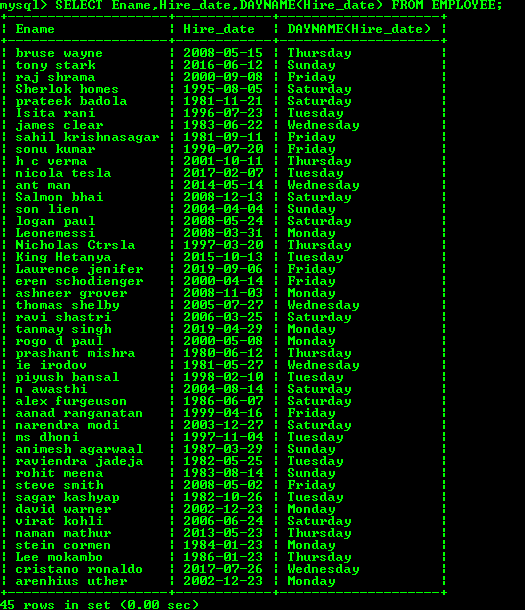 mysql> SELECT Ename,Hire_date,DAYNAME(Hire_date) FROM EMPLOYEE;
+--------------------+------------+--------------------+
| Ename | Hire_date | DAYNAME(Hire_date) |
+--------------------+------------+--------------------+
| bruse wayne | 2008-05-15 | Thursday |
| tony stark | 2016-06-12 | Sunday |
| raj shrama | 2000-09-08 | Friday |
| Sherlok homes | 1995-08-05 | Saturday |
| prateek badola | 1981-11-21 | Saturday |
| Isita rani | 1996-07-23 | Tuesday |
| james clear | 1983-06-22 | Wednesday |
| sahil krishnasagar | 1981-09-11 | Friday |
| sonu kumar | 1990-07-20 | Friday |
| h c verma | 2001-10-11 | Thursday |
| nicola tesla | 2017-02-07 | Tuesday |
| ant man | 2014-05-14 | Wednesday |
| Salmon bhai | 2008-12-13 | Saturday |
| son lien | 2004-04-04 | Sunday |
| logan paul | 2008-05-24 | Saturday |
| Leonemessi | 2008-03-31 | Monday |
| Nicholas Ctrsla | 1997-03-20 | Thursday |
| King Hetanya | 2015-10-13 | Tuesday |
| Laurence jenifer | 2019-09-06 | Friday |
| eren schodienger | 2000-04-14 | Friday |
| ashneer grover | 2008-11-03 | Monday |
| thomas shelby | 2005-07-27 | Wednesday |
| ravi shastri | 2006-03-25 | Saturday |
| tanmay singh | 2019-04-29 | Monday |
| rogo d paul | 2000-05-08 | Monday |
| prashant mishra | 1980-06-12 | Thursday |
| ie irodov | 1981-05-27 | Wednesday |
| piyush bansal | 1998-02-10 | Tuesday |
| n awasthi | 2004-08-14 | Saturday |
| alex furgeuson | 1986-06-07 | Saturday |
| aanad ranganatan | 1999-04-16 | Friday |
| narendra modi | 2003-12-27 | Saturday |
| ms dhoni | 1997-11-04 | Tuesday |
| animesh agarwaal | 1987-03-29 | Sunday |
| raviendra jadeja | 1982-05-25 | Tuesday |
| rohit meena | 1983-08-14 | Sunday |
| steve smith | 2008-05-02 | Friday |
| sagar kashyap | 1982-10-26 | Tuesday |
| david warner | 2002-12-23 | Monday |
| virat kohli | 2006-06-24 | Saturday |
| naman mathur | 2013-05-23 | Thursday |
| stein cormen | 1984-01-23 | Monday |
| Lee mokambo | 1986-01-23 | Thursday |
| cristano ronaldo | 2017-07-26 | Wednesday |
| arenhius uther | 2002-12-23 | Monday |
+--------------------+------------+--------------------+
45 rows in set (0.00 sec)